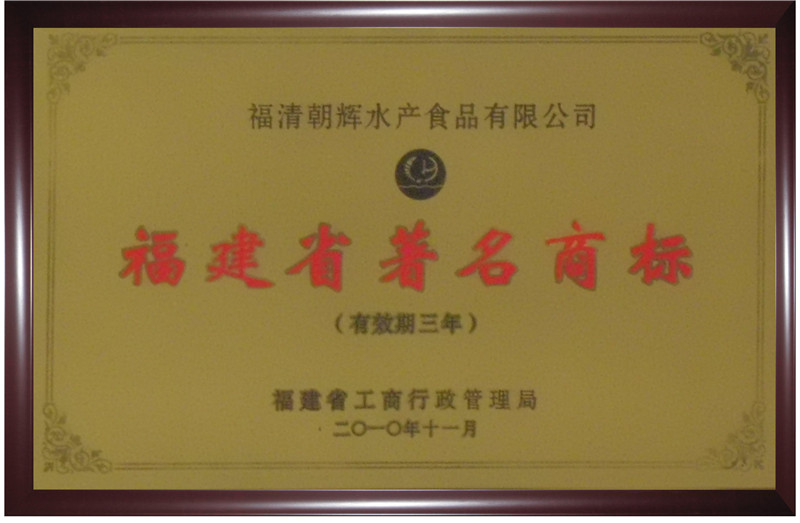 福清朝辉水产食品有限公司
福建省著名商标
（有效期三年）
福建省工商行政管理局
二〇一〇年十一月